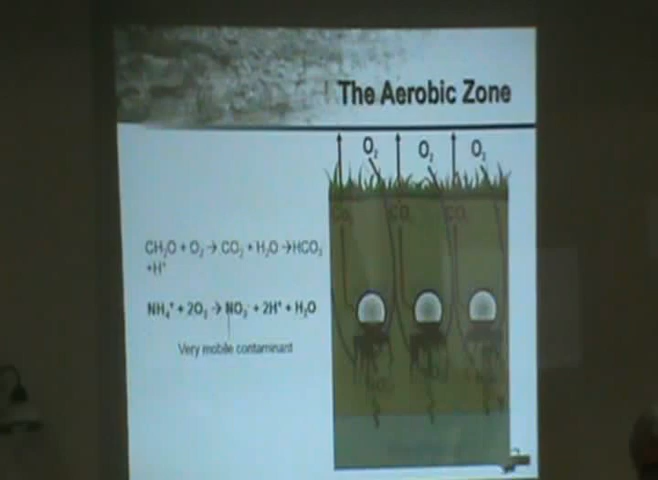 The Aerobic Zone
O₂ O₂ O₂
CO₂ CO₂ CO₂
CH₂O + O₂ → CO₂ + H₂O → HCO₃
+H⁺
NH₄⁺ + 2O₂ → NO₃⁻ + 2H⁺ + H₂O
Very mobile contaminant